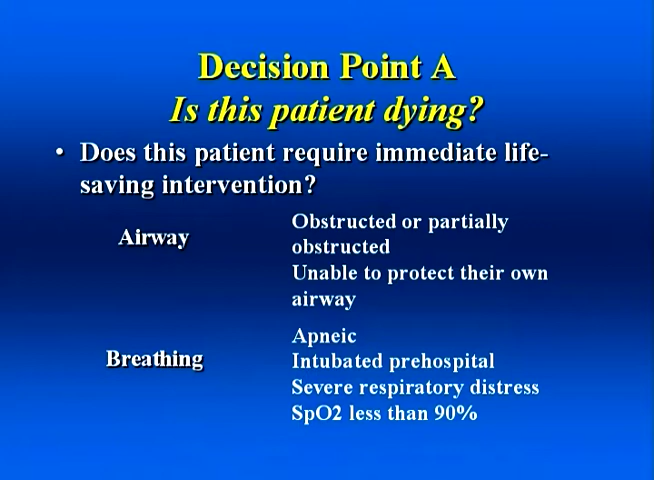 Decision Point A
Is this patient dying?
• Does this patient require immediate life-
saving intervention?
Airway
Obstructed or partially
obstructed
Unable to protect their own
airway
Breathing
Apneic
Intubated prehospital
Severe respiratory distress
SpO2 less than 90%